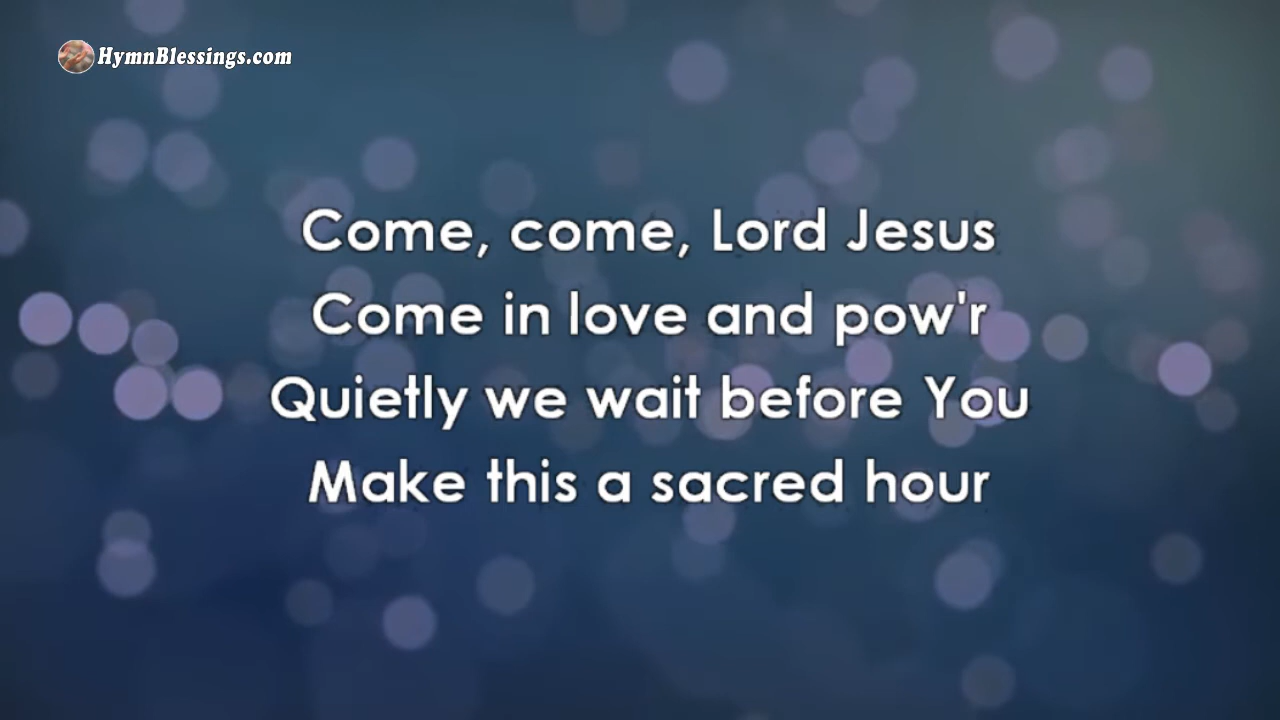 HymnBlessings.com
Come, come, Lord Jesus
Come in love and pow'r
Quietly we wait before You
Make this a sacred hour